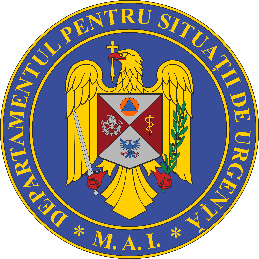 DEPARTAMENTUL PENTRU SITUAȚII DE URGENȚĂ
* M. A. I. *